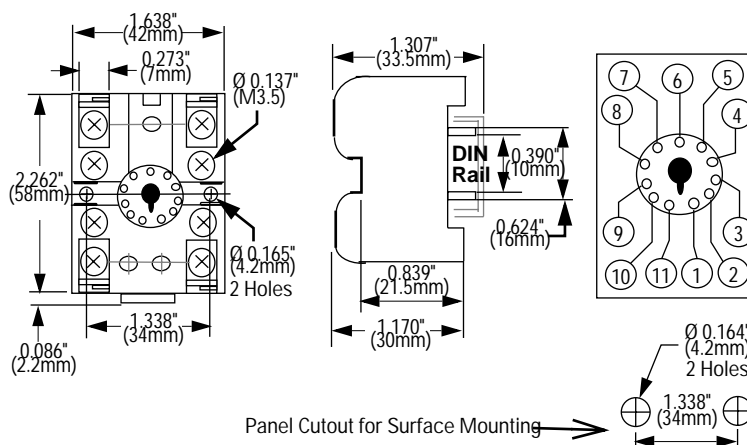 1.638"
(42mm)
0.273"
(7mm)
Ø 0.137"
(M3.5)
2.262"
(58mm)
Ø 0.165"
(4.2mm)
2 Holes
1.338"
(34mm)
0.086"
(2.2mm)
1.307"
(33.5mm)
DIN
Rail
0.390"
(10mm)
0.624"
(16mm)
0.839"
(21.5mm)
1.170"
(30mm)
7
6
5
8
4
9
3
10
11
1
2
Ø 0.164"
(4.2mm)
2 Holes
1.338"
(34mm)
Panel Cutout for Surface Mounting